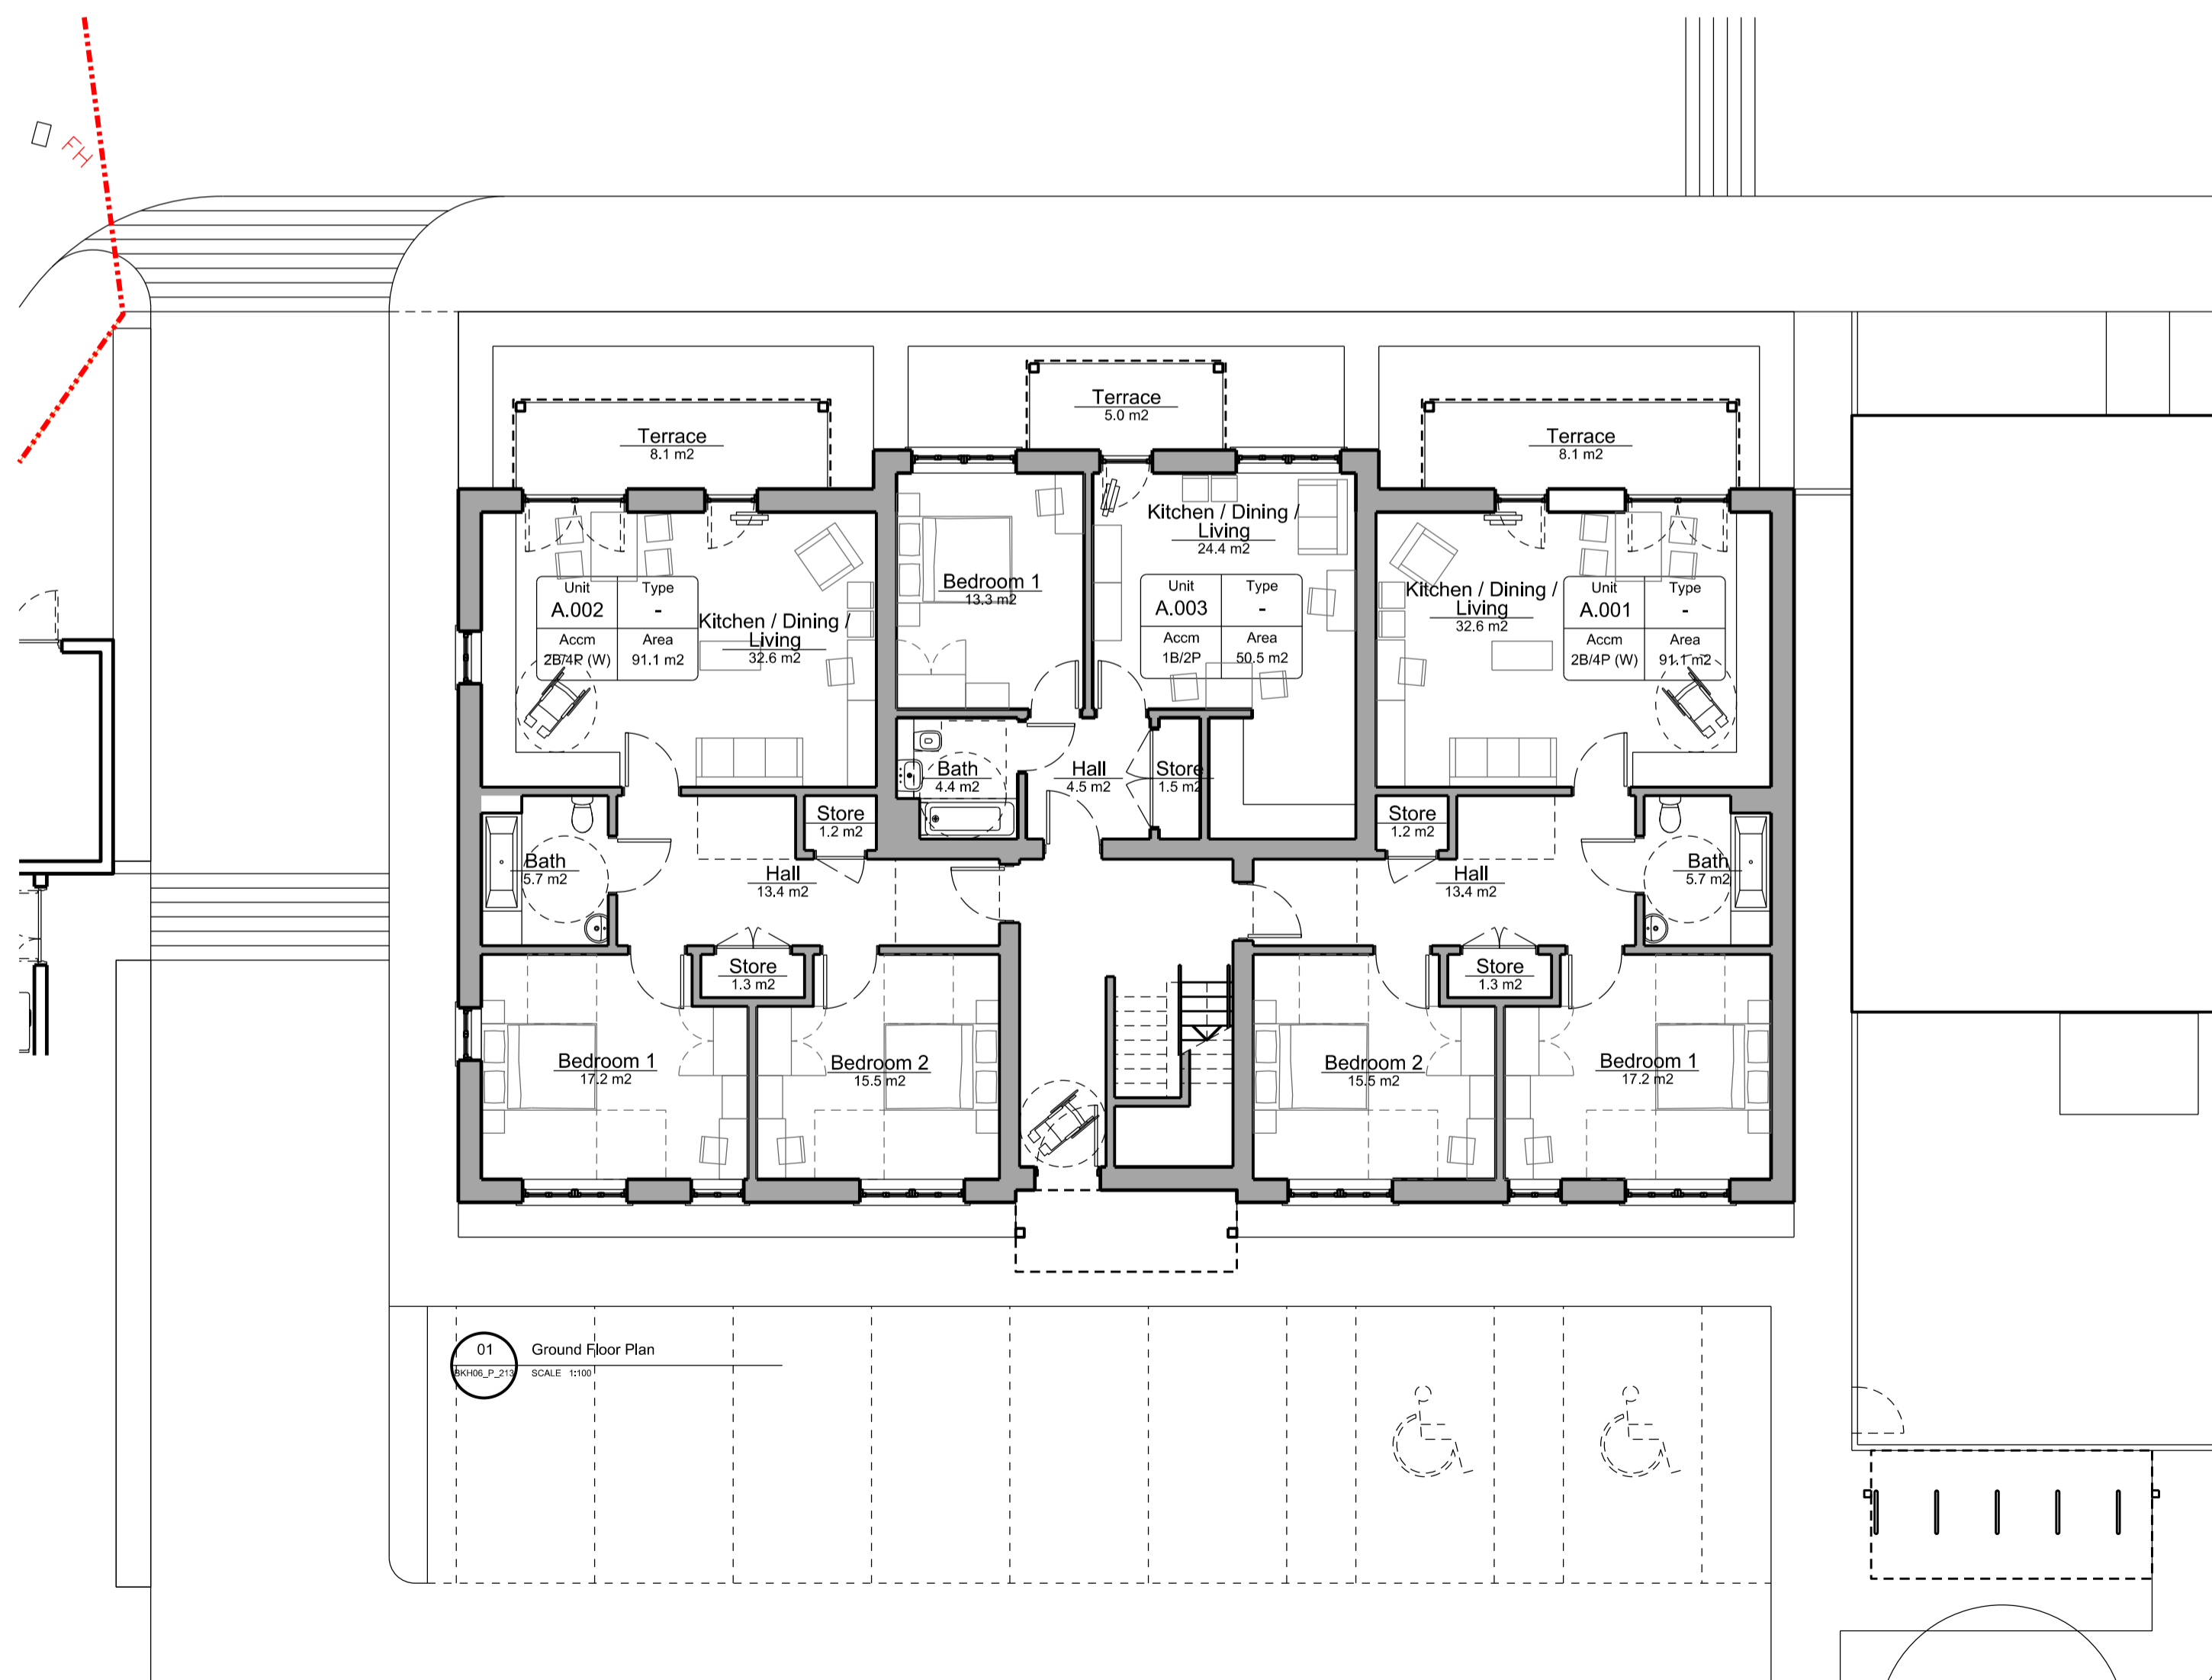 FH
Terrace
5.0 m2
Terrace
8.1 m2
Terrace
8.1 m2
Kitchen / Dining /
Living
24.4 m2
Bedroom 1
13.3 m2
Unit
A.002
Type
-
Accm
2B/4P (W)
Area
91.1 m2
Kitchen / Dining /
Living
32.6 m2
Unit
A.003
Type
-
Accm
1B/2P
Area
50.5 m2
Kitchen / Dining /
Living
32.6 m2
Unit
A.001
Type
-
Accm
2B/4P (W)
Area
91.1 m2
Bath
4.4 m2
Hall
4.5 m2
Store
1.5 m2
Store
1.2 m2
Store
1.2 m2
Bath
5.7 m2
Hall
13.4 m2
Hall
13.4 m2
Bath
5.7 m2
Store
1.3 m2
Store
1.3 m2
Bedroom 1
17.2 m2
Bedroom 2
15.5 m2
Bedroom 2
15.5 m2
Bedroom 1
17.2 m2
01
Ground Floor Plan
SCALE 1:100